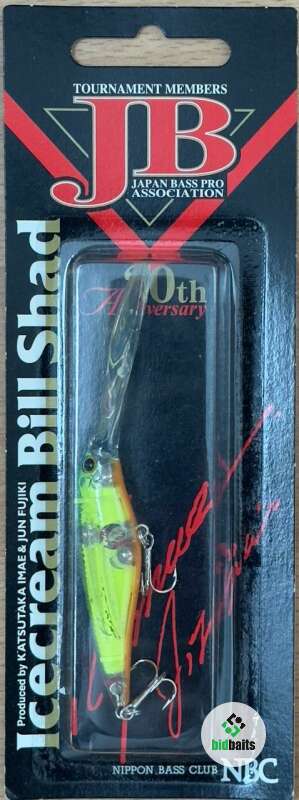 TOURNAMENT MEMBERS
JB
JAPAN BASS PRO
ASSOCIATION
Anniversary
Icecream Bill Shad
Produced by KATSUTAKA IMAE & JUN FUJIKI
bidbaits
NIPPON BASS CLUB NBC